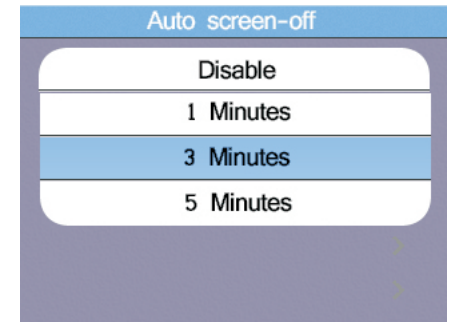 Auto screen-off
Disable
1 Minutes
3 Minutes
5 Minutes